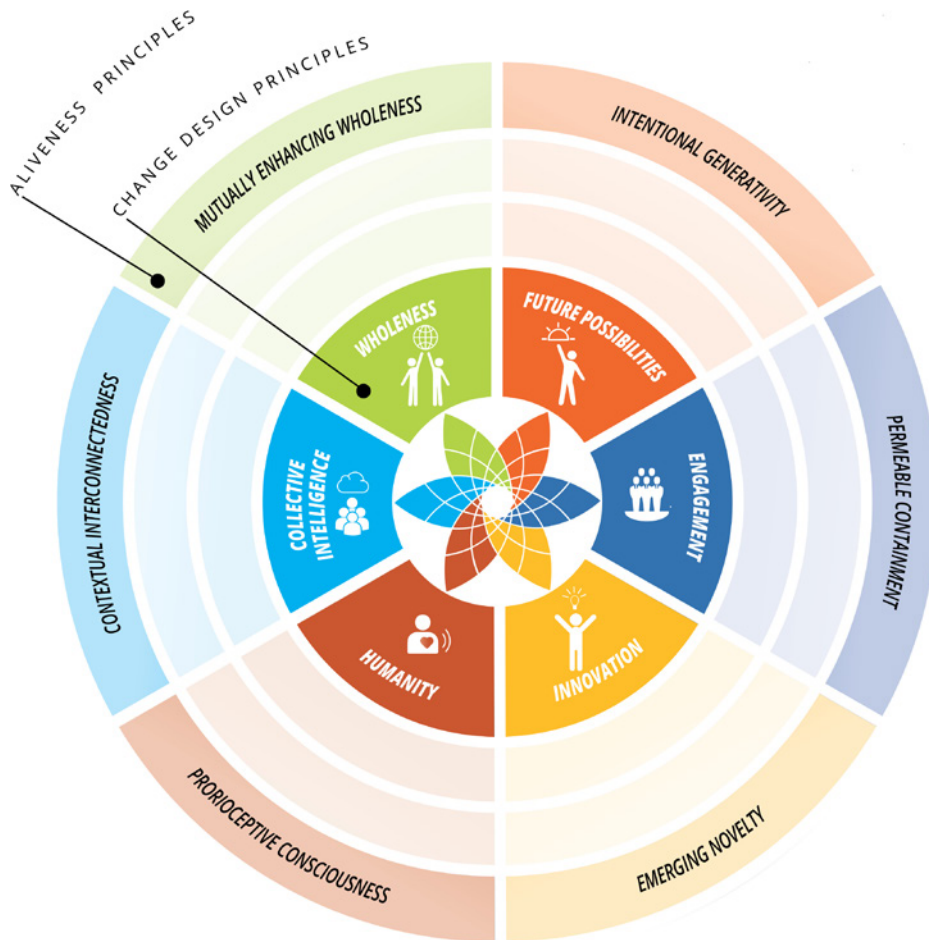 ALIVENESS PRINCIPLES
CHANGE DESIGN PRINCIPLES
MUTUALLY ENHANCING WHOLENESS
INTENTIONAL GENERATIVITY
PERMEABLE CONTAINMENT
EMERGING NOVELTY
PRORIOCEPTIVE CONSCIOUSNESS
CONTEXTUAL INTERCONNECTEDNESS
WHOLENESS
FUTURE POSSIBILITIES
ENGAGEMENT
INNOVATION
HUMANITY
COLLECTIVE
INTELLIGENCE